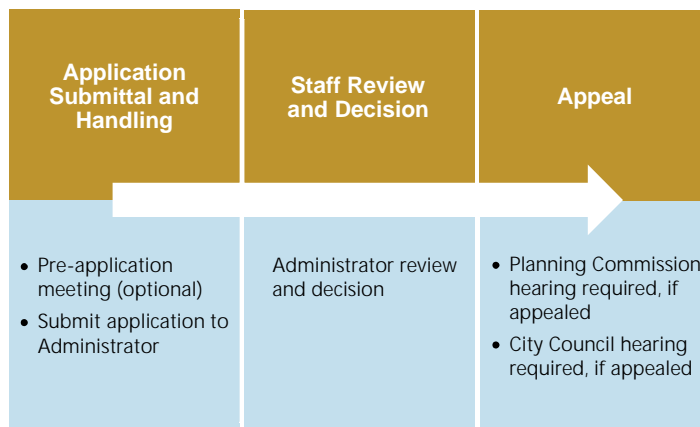 Application
Submittal and
Handling
Staff Review
and Decision
Appeal
• Pre-application
meeting (optional)
• Submit application to
Administrator
Administrator review
and decision
• Planning Commission
hearing required, if
appealed
• City Council hearing
required, if appealed